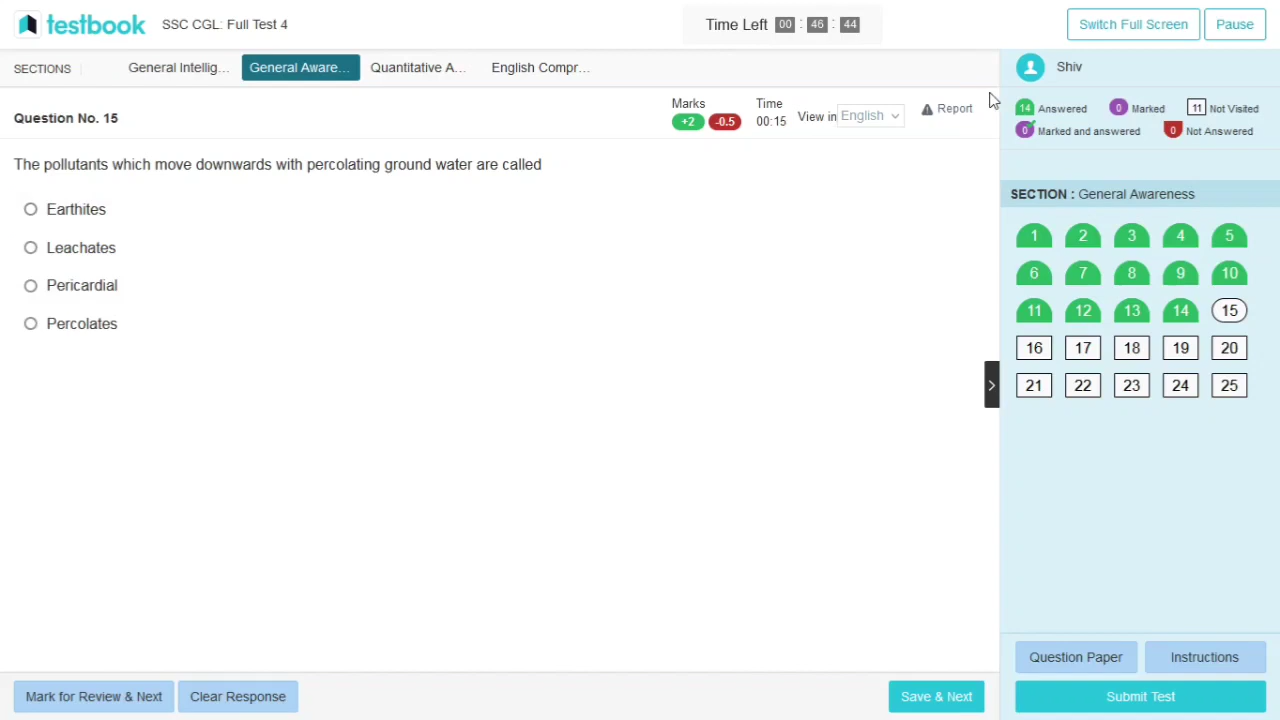 testbook
SSC CGL: Full Test 4
Time Left 00 : 46 : 44
Switch Full Screen
Pause
SECTIONS
General Intellig...
General Aware...
Quantitative A...
English Compr...
Shiv
Question No. 15
Marks
+2 -0.5
Time
00:15
View in English
Report
14 Answered
0 Marked
11 Not Visited
0 Marked and answered
0 Not Answered
The pollutants which move downwards with percolating ground water are called
Earthites
Leachates
Pericardial
Percolates
SECTION : General Awareness
1 2 3 4 5
6 7 8 9 10
11 12 13 14 15
16 17 18 19 20
21 22 23 24 25
Question Paper
Instructions
Mark for Review & Next
Clear Response
Save & Next
Submit Test